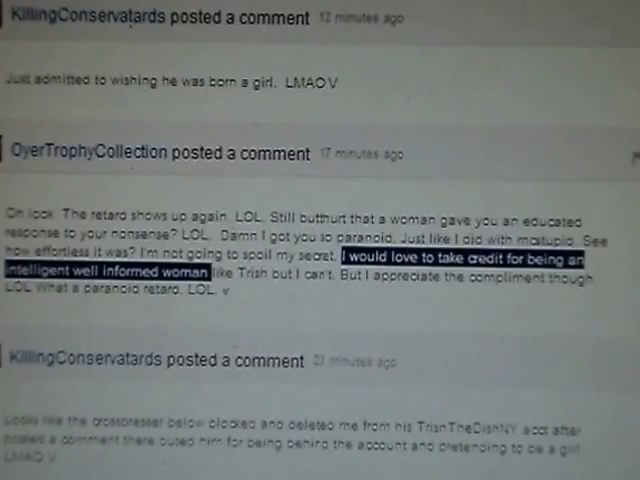 KillingConservatards posted a comment 12 minutes ago
Just admitted to wishing he was born a girl. LMAO V
OyerTrophyCollection posted a comment 17 minutes ago
Oh look. The retard shows up again. LOL. Still butthurt that a woman gave you an educated
response to your nonsense? LOL. Damn I got you so paranoid. Just like I did with mostupid. See
how effortless it was? I'm not going to spoil my secret. I would love to take credit for being an
intelligent well informed woman like Trish but I can't. But I appreciate the compliment though
LOL What a paranoid retard. LOL. v
KillingConservatards posted a comment minutes ago
Looks like the crossdresser below blocked and deleted me from his TrishTheDishNY acct after
posted a comment there outed him for being behind the account and pretending to be a girl
LMAO V